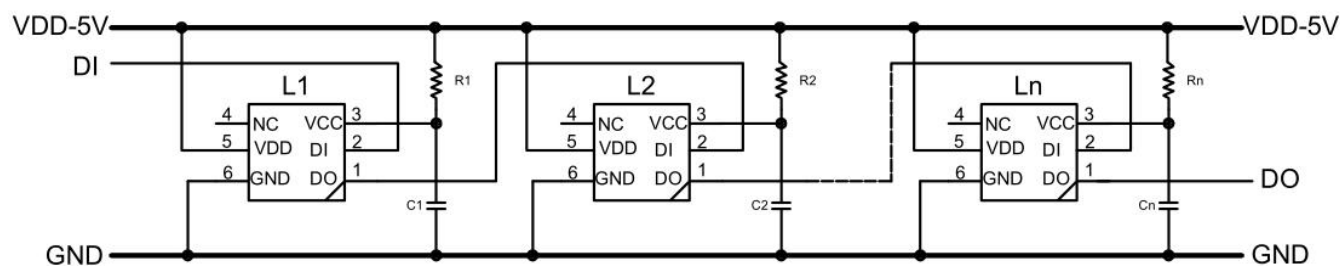 VDD-5V VDD-5V
DI
L1 R1 L2 R2 Ln Rn
4 NC VCC 3 4 NC VCC 3 4 NC VCC 3
5 VDD DI 2 5 VDD DI 2 5 VDD DI 2
6 GND DO 1 6 GND DO 1 6 GND DO 1 DO
C1 C2 Cn
GND GND